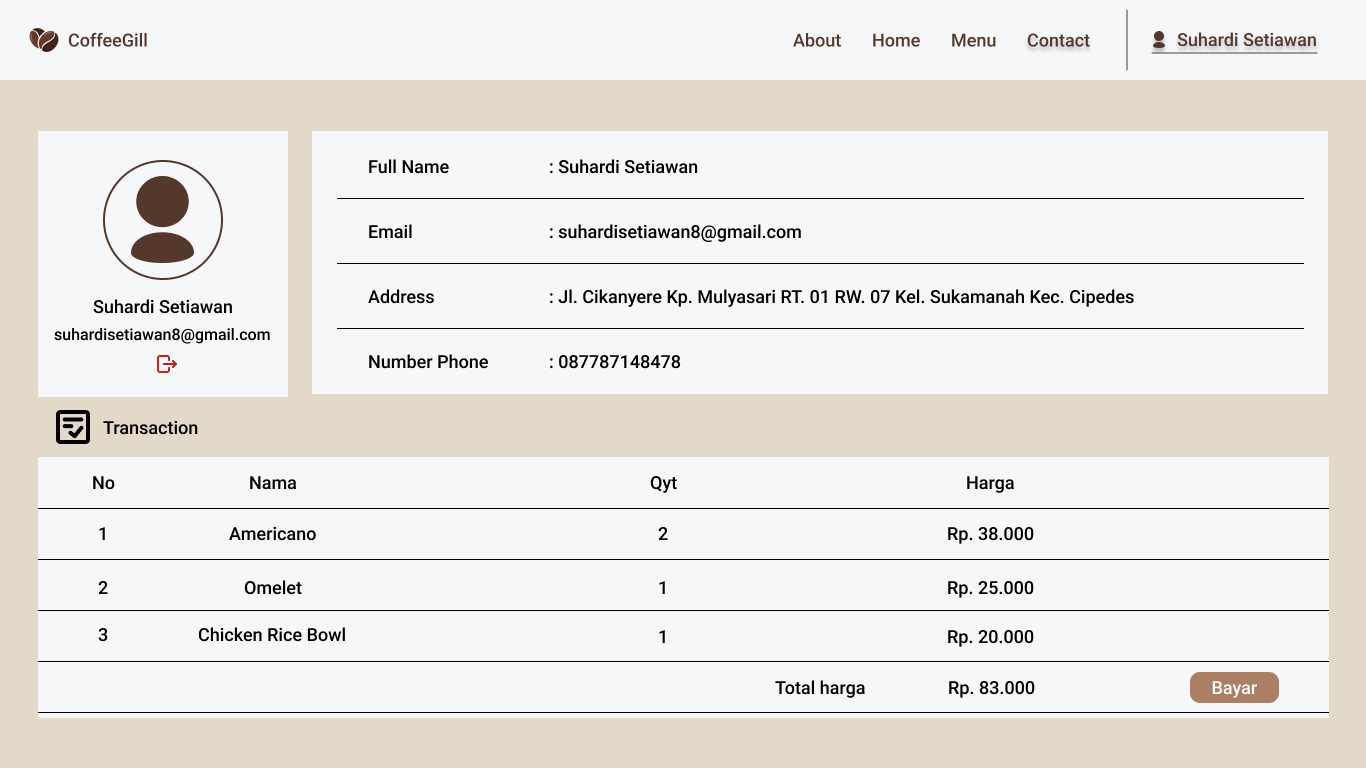 CoffeeGill
About Home Menu Contact Suhardi Setiawan
Suhardi Setiawan
suhardisetiawan8@gmail.com
Full Name : Suhardi Setiawan
Email : suhardisetiawan8@gmail.com
Address : Jl. Cikanyere Kp. Mulyasari RT. 01 RW. 07 Kel. Sukamanah Kec. Cipedes
Number Phone : 087787148478
Transaction
No Nama Qyt Harga
1 Americano 2 Rp. 38.000
2 Omelet 1 Rp. 25.000
3 Chicken Rice Bowl 1 Rp. 20.000
Total harga Rp. 83.000 Bayar